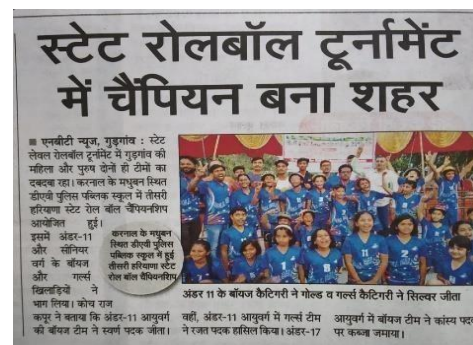 स्टेट रोलबॉल टूर्नामेंट
में चैंपियन बना शहर
■ एनबीटी न्यूज, गुड़गांव : स्टेट
लेवल रोलबॉल टूर्नामेंट में गुड़गांव की
महिला और पुरुष दोनों ही टीमों का
दबदबा रहा। करनाल के मधुबन स्थित
डीएवी पुलिस पब्लिक स्कूल में तीसरी
हरियाणा स्टेट रोल बॉल चैंपियनशिप
आयोजित हुई।
इसमें अंडर-11
और सीनियर
वर्ग के बॉयज
और गर्ल्स
खिलाड़ियों ने
भाग लिया। कोच राज
कपूर ने बताया कि अंडर-11 आयुवर्ग
की बॉयज टीम ने स्वर्ण पदक जीता।
करनाल के मधुबन
स्थित डीएवी पुलिस
पब्लिक स्कूल में हुई
तीसरी हरियाणा स्टेट
रोल बॉल चैंपियनशिप
अंडर 11 के बॉयज कैटिगरी ने गोल्ड व गर्ल्स कैटिगरी ने सिल्वर जीता
वहीं, अंडर-11 आयुवर्ग में गर्ल्स टीम
ने रजत पदक हासिल किया। अंडर-17
आयुवर्ग में बॉयज टीम ने कांस्य पदक
पर कब्जा जमाया।